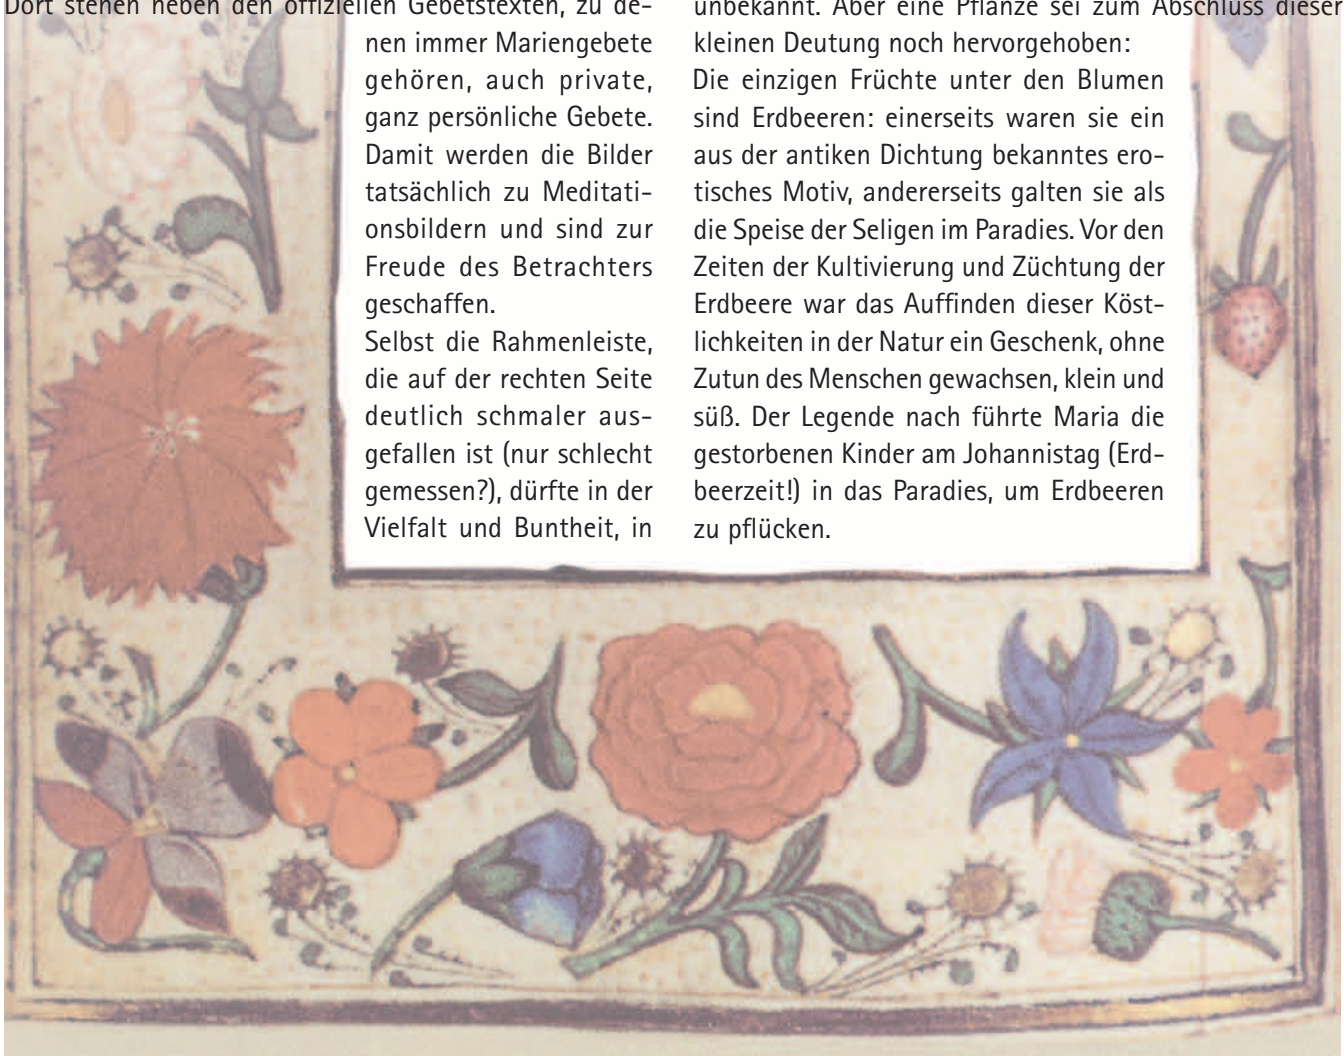 Dort stehen neben den offiziellen Gebetstexten, zu de-
nen immer Mariengebete
gehören, auch private,
ganz persönliche Gebete.
Damit werden die Bilder
tatsächlich zu Meditati-
onsbildern und sind zur
Freude des Betrachters
geschaffen.
Selbst die Rahmenleiste,
die auf der rechten Seite
deutlich schmaler aus-
gefallen ist (nur schlecht
gemessen?), dürfte in der
Vielfalt und Buntheit, in
unbekannt. Aber eine Pflanze sei zum Abschluss dieser
kleinen Deutung noch hervorgehoben:
Die einzigen Früchte unter den Blumen
sind Erdbeeren: einerseits waren sie ein
aus der antiken Dichtung bekanntes ero-
tisches Motiv, andererseits galten sie als
die Speise der Seligen im Paradies. Vor den
Zeiten der Kultivierung und Züchtung der
Erdbeere war das Auffinden dieser Köst-
lichkeiten in der Natur ein Geschenk, ohne
Zutun des Menschen gewachsen, klein und
süß. Der Legende nach führte Maria die
gestorbenen Kinder am Johannistag (Erd-
beerzeit!) in das Paradies, um Erdbeeren
zu pflücken.